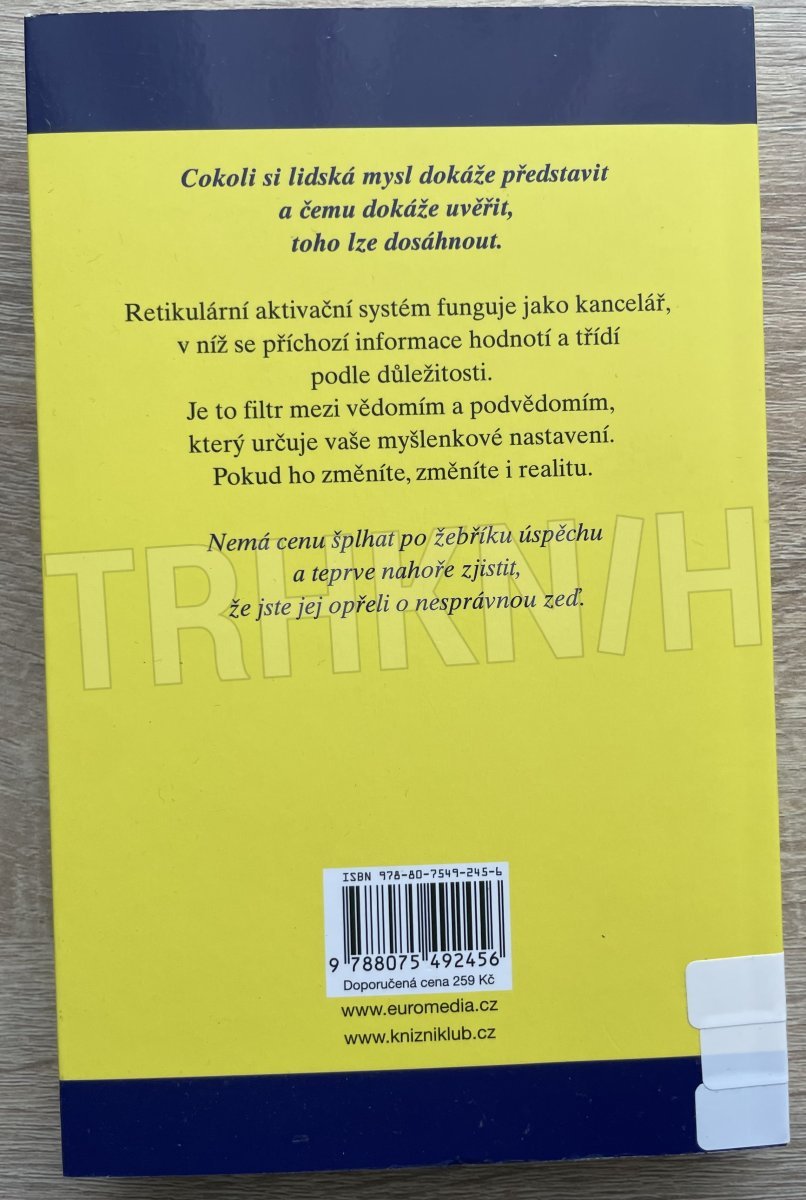 Cokoli si lidská mysl dokáže představit
a čemu dokáže uvěřit,
toho lze dosáhnout.
Retikulární aktivační systém funguje jako kancelář,
v níž se příchozí informace hodnotí a třídí
podle důležitosti.
Je to filtr mezi vědomím a podvědomím,
který určuje vaše myšlenkové nastavení.
Pokud ho změníte, změníte i realitu.
Nemá cenu šplhat po žebříku úspěchu
a teprve nahoře zjistit,
že jste jej opřeli o nesprávnou zeď.
TRHKNIH
ISBN 978-80-7549-245-6
9 788075 492456
Doporučená cena 259 Kč
www.euromedia.cz
www.knizniklub.cz